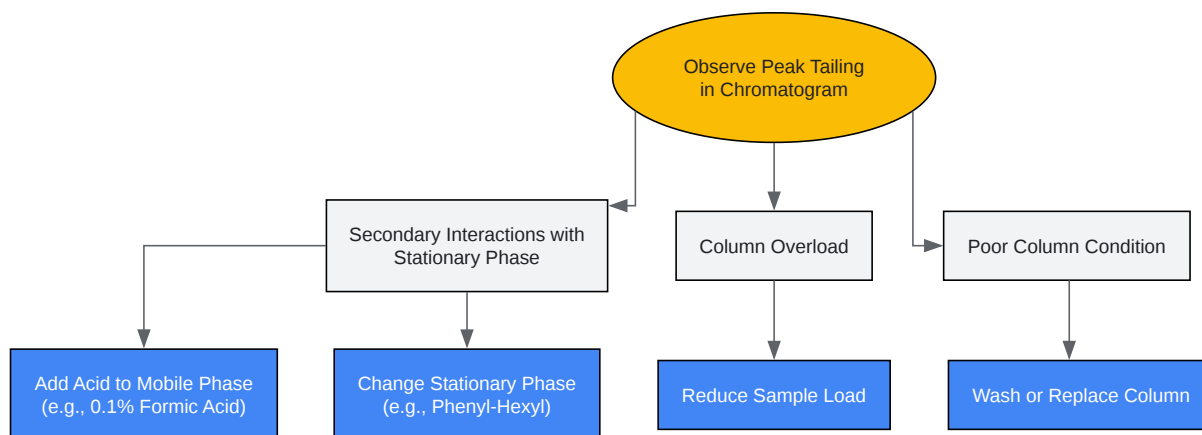 Observe Peak Tailing
in Chromatogram
Secondary Interactions with
Stationary Phase
Column Overload
Poor Column Condition
Add Acid to Mobile Phase
(e.g., 0.1% Formic Acid)
Change Stationary Phase
(e.g., Phenyl-Hexyl)
Reduce Sample Load
Wash or Replace Column